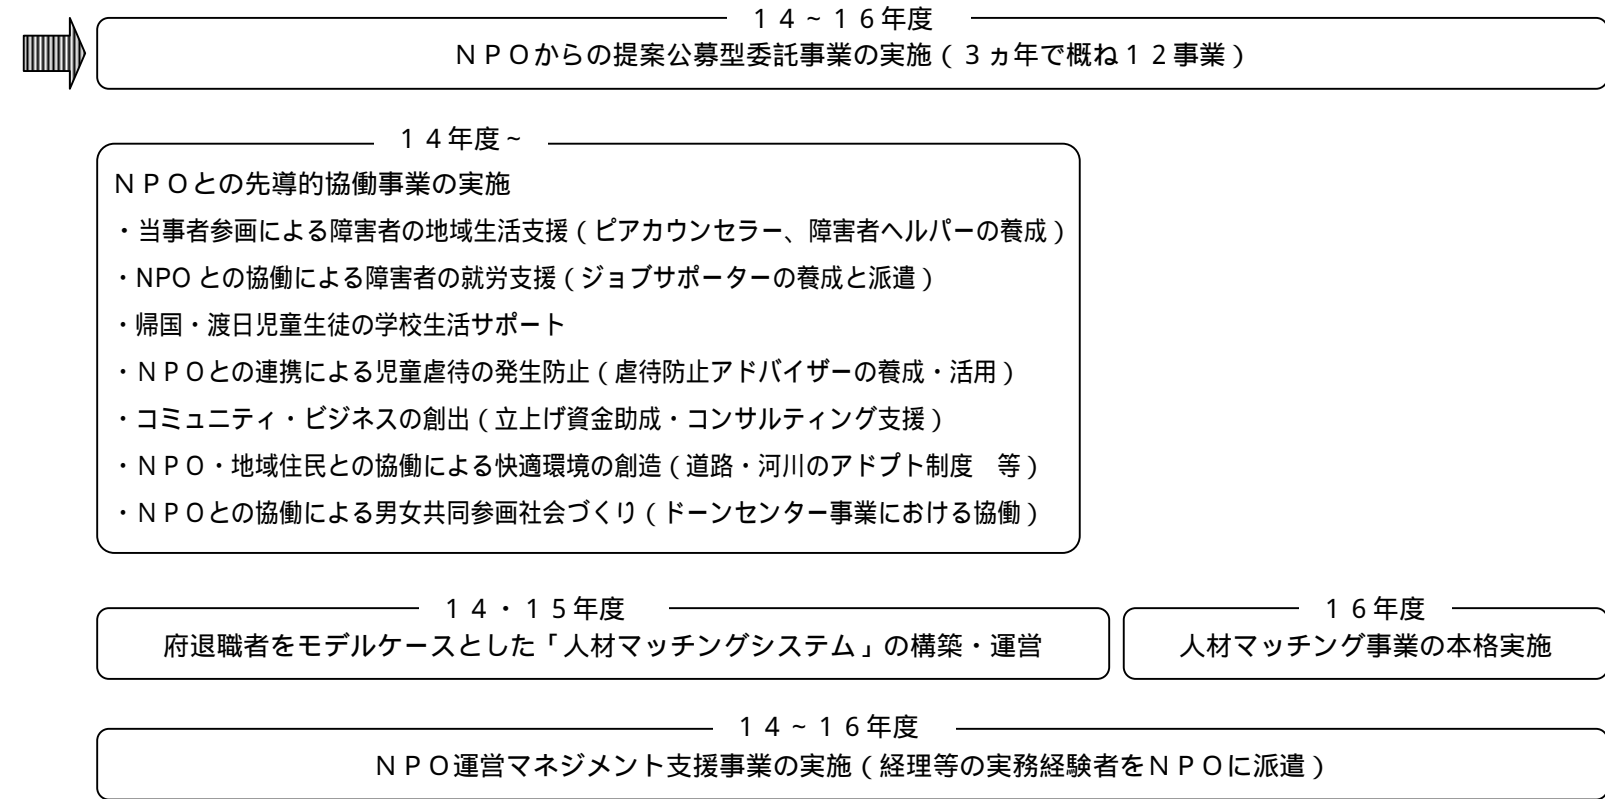 １４～１６年度
ＮＰＯからの提案公募型委託事業の実施（３ヵ年で概ね１２事業）
１４年度～
ＮＰＯとの先導的協働事業の実施
・当事者参画による障害者の地域生活支援（ピアカウンセラー、障害者ヘルパーの養成）
・NPO との協働による障害者の就労支援（ジョブサポーターの養成と派遣）
・帰国・渡日児童生徒の学校生活サポート
・ＮＰＯとの連携による児童虐待の発生防止（虐待防止アドバイザーの養成・活用）
・コミュニティ・ビジネスの創出（立上げ資金助成・コンサルティング支援）
・ＮＰＯ・地域住民との協働による快適環境の創造（道路・河川のアドプト制度　等）
・ＮＰＯとの協働による男女共同参画社会づくり（ドーンセンター事業における協働）
１４・１５年度
府退職者をモデルケースとした「人材マッチングシステム」の構築・運営
１６年度
人材マッチング事業の本格実施
１４～１６年度
ＮＰＯ運営マネジメント支援事業の実施（経理等の実務経験者をＮＰＯに派遣）